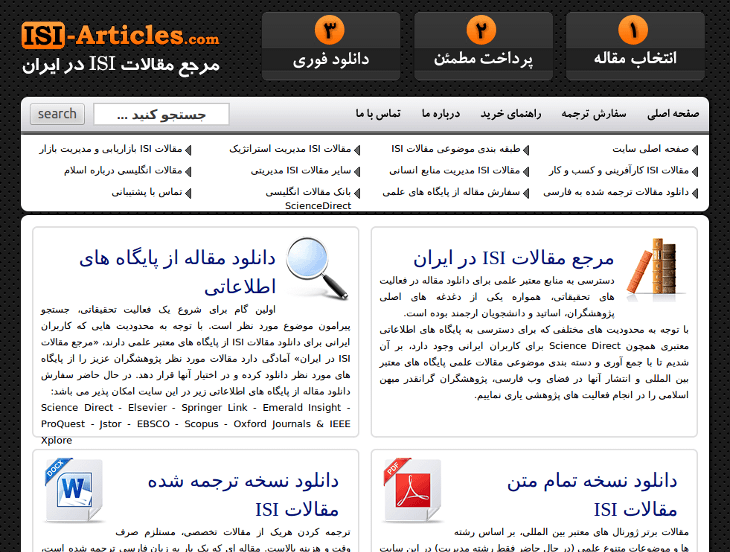 ISI-Articles.com
مرجع مقالات ISI در ایران
۱
انتخاب مقاله
۲
پرداخت مطمئن
۳
دانلود فوری
صفحه اصلی
سفارش ترجمه
راهنمای خرید
درباره ما
تماس با ما
جستجو کنید ...
search
صفحه اصلی سایت
طبقه بندی موضوعی مقالات ISI
مقالات ISI مدیریت استراتژیک
مقالات ISI بازاریابی و مدیریت بازار
مقالات ISI کارآفرینی و کسب و کار
مقالات ISI مدیریت منابع انسانی
سایر مقالات ISI مدیریتی
مقالات انگلیسی درباره اسلام
دانلود مقالات ترجمه شده به فارسی
سفارش مقاله از پایگاه های علمی
بانک مقالات انگلیسی
ScienceDirect
تماس با پشتیبانی
مرجع مقالات ISI در ایران
دسترسی به منابع معتبر علمی برای دانلود مقاله در فعالیت
های تحقیقاتی، همواره یکی از دغدغه های اصلی
پژوهشگران، اساتید و دانشجویان ارجمند بوده است.
با توجه به محدودیت های مختلفی که برای دسترسی به پایگاه های اطلاعاتی
معتبری همچون Science Direct برای کاربران ایرانی وجود دارد، بر آن
شدیم تا با جمع آوری و دسته بندی موضوعی مقالات علمی پایگاه های معتبر
بین المللی و انتشار آنها در فضای وب فارسی، پژوهشگران گرانقدر میهن
اسلامی را در انجام فعالیت های پژوهشی یاری نماییم.
دانلود مقاله از پایگاه های
اطلاعاتی
اولین گام برای شروع یک فعالیت تحقیقاتی، جستجو
پیرامون موضوع مورد نظر است. با توجه به محدودیت هایی که کاربران
ایرانی برای دانلود مقالات ISI از پایگاه های معتبر علمی دارند، «مرجع مقالات
ISI در ایران» آمادگی دارد مقالات مورد نظر پژوهشگران عزیز را از پایگاه
های مورد نظر دانلود کرده و در اختیار آنها قرار دهد. در حال حاضر سفارش
دانلود مقاله از پایگاه های اطلاعاتی زیر در این سایت امکان پذیر می باشد:
Science Direct - Elsevier - Springer Link - Emerald Insight -
ProQuest - Jstor - EBSCO - Scopus - Oxford Journals & IEEE
Xplore
PDF
دانلود نسخه تمام متن
مقالات ISI
مقالات برتر ژورنال های معتبر بین المللی، بر اساس رشته
ها و موضوعات متنوع علمی (در حال حاضر فقط رشته مدیریت) در این سایت
DOCX
W
دانلود نسخه ترجمه شده
مقالات ISI
ترجمه کردن هریک از مقالات تخصصی، مستلزم صرف
وقت و هزینه بالاست. مقاله ای که یک بار به زبان فارسی ترجمه شده است،